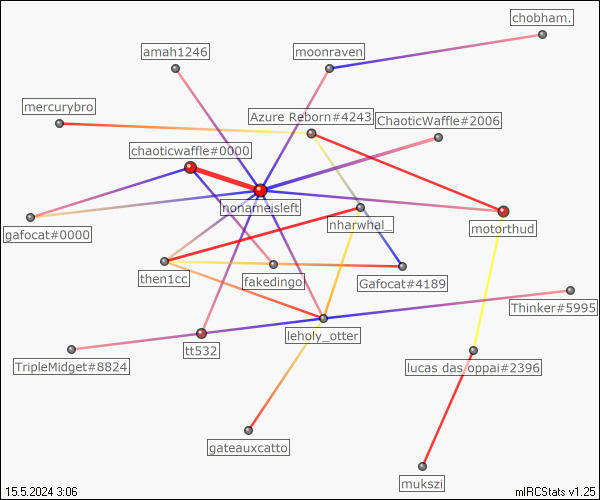 chobham.
amah1246
moonraven
mercurybro
Azure Reborn#4243
ChaoticWaffle#2006
chaoticwaffle#0000
nonameisleft
nharwhal_
motorthud
gafocat#0000
then1cc
fakedingo
Gafocat#4189
Thinker#5995
leholy_otter
tt532
TripleMidget#8824
lucas das oppai#2396
gateauxcatto
mukszi
15.5.2024 3:06
mIRCStats v1.25